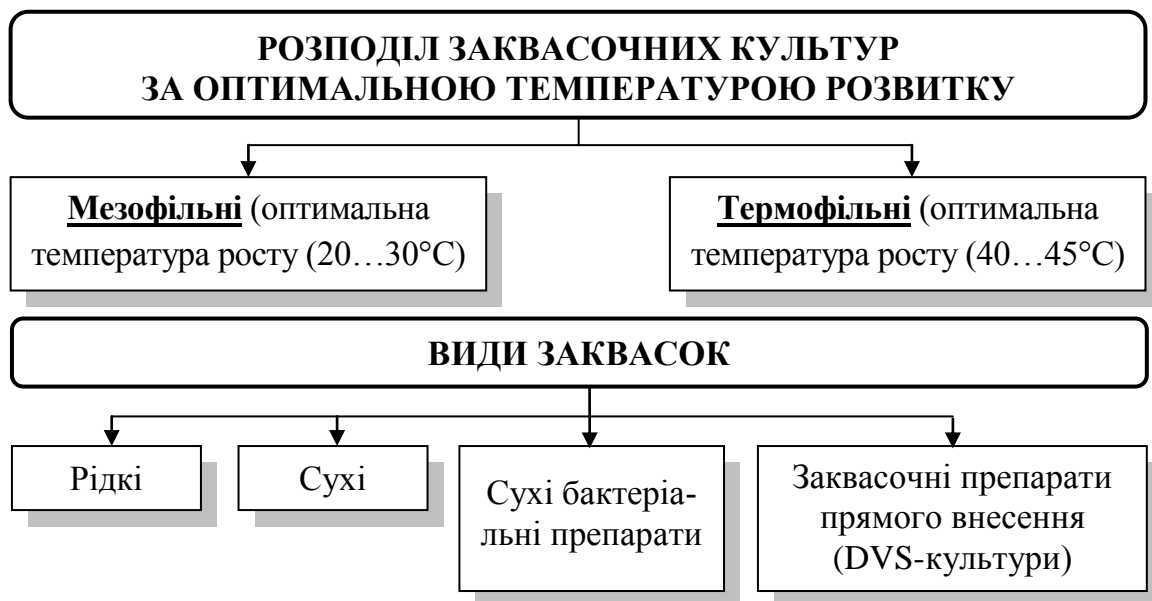 РОЗПОДІЛ ЗАКВАСОЧНИХ КУЛЬТУР
ЗА ОПТИМАЛЬНОЮ ТЕМПЕРАТУРОЮ РОЗВИТКУ
Мезофільні (оптимальна
температура росту (20…30°С)
Термофільні (оптимальна
температура росту (40…45°С)
ВИДИ ЗАКВАСОК
Рідкі
Сухі
Сухі бактеріа-
льні препарати
Заквасочні препарати
прямого внесення
(DVS-культури)